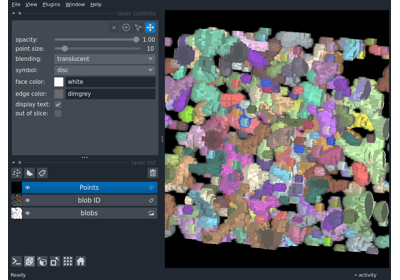 File View Plugins Window Help
layer controls
opacity: 1.00
point size: 10
blending: translucent
symbol: disc
face color: white
edge color: dimgrey
display text:
out of slice:
layer list
Points
blob ID
blobs
Ready
activity